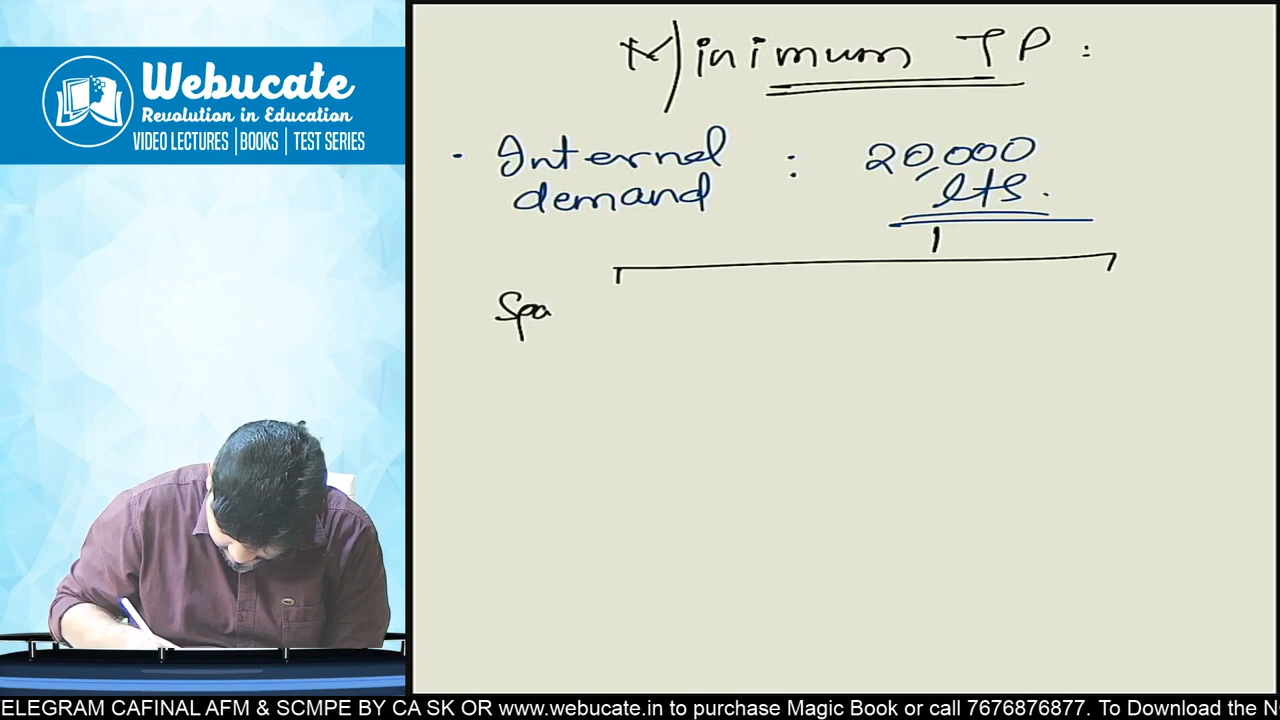 Webucate
Revolution in Education
VIDEO LECTURES | BOOKS | TEST SERIES
Minimum TP :
• Internal : 20,000
demand lts.
Spa
ELEGRAM CAFINAL AFM & SCMPE BY CA SK OR www.webucate.in to purchase Magic Book or call 7676876877. To Download the N